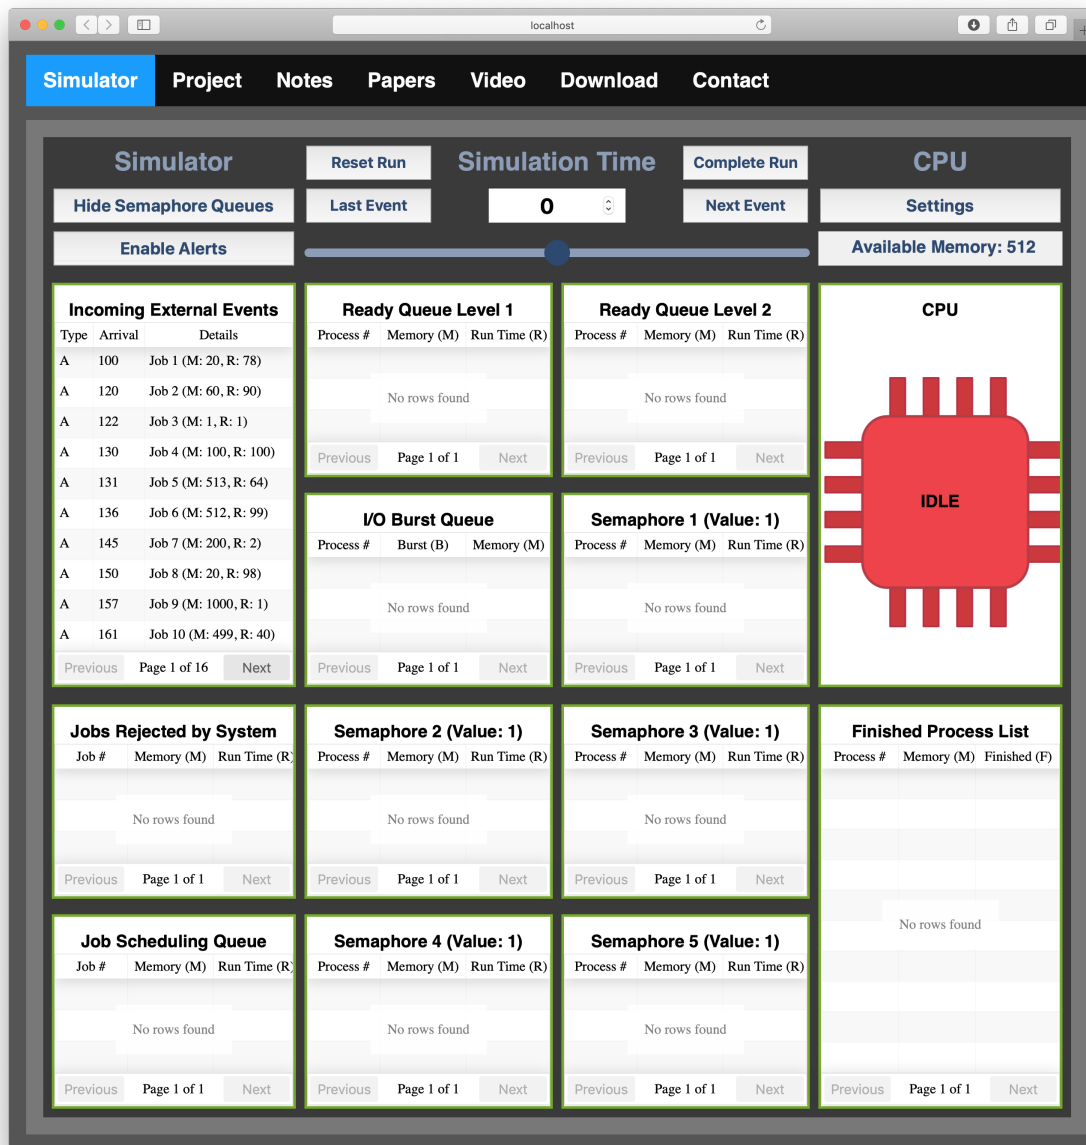 localhost
Simulator Project Notes Papers Video Download Contact
Simulator
Reset Run
Simulation Time
Complete Run
CPU
Hide Semaphore Queues
Last Event
0
Next Event
Settings
Enable Alerts
Available Memory: 512
Incoming External Events
Type Arrival Details
A 100 Job 1 (M: 20, R: 78)
A 120 Job 2 (M: 60, R: 90)
A 122 Job 3 (M: 1, R: 1)
A 130 Job 4 (M: 100, R: 100)
A 131 Job 5 (M: 513, R: 64)
A 136 Job 6 (M: 512, R: 99)
A 145 Job 7 (M: 200, R: 2)
A 150 Job 8 (M: 20, R: 98)
A 157 Job 9 (M: 1000, R: 1)
A 161 Job 10 (M: 499, R: 40)
Previous Page 1 of 16 Next
Ready Queue Level 1
Process # Memory (M) Run Time (R)
No rows found
Previous Page 1 of 1 Next
Ready Queue Level 2
Process # Memory (M) Run Time (R)
No rows found
Previous Page 1 of 1 Next
CPU
IDLE
I/O Burst Queue
Process # Burst (B) Memory (M)
No rows found
Previous Page 1 of 1 Next
Semaphore 1 (Value: 1)
Process # Memory (M) Run Time (R)
No rows found
Previous Page 1 of 1 Next
Jobs Rejected by System
Job # Memory (M) Run Time (R)
No rows found
Previous Page 1 of 1 Next
Semaphore 2 (Value: 1)
Process # Memory (M) Run Time (R)
No rows found
Previous Page 1 of 1 Next
Semaphore 3 (Value: 1)
Process # Memory (M) Run Time (R)
No rows found
Previous Page 1 of 1 Next
Finished Process List
Process # Memory (M) Finished (F)
No rows found
Previous Page 1 of 1 Next
Job Scheduling Queue
Job # Memory (M) Run Time (R)
No rows found
Previous Page 1 of 1 Next
Semaphore 4 (Value: 1)
Process # Memory (M) Run Time (R)
No rows found
Previous Page 1 of 1 Next
Semaphore 5 (Value: 1)
Process # Memory (M) Run Time (R)
No rows found
Previous Page 1 of 1 Next